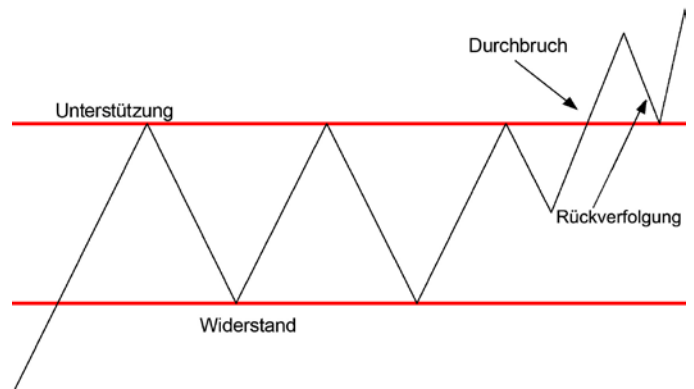 Durchbruch
Unterstützung
Rückverfolgung
Widerstand